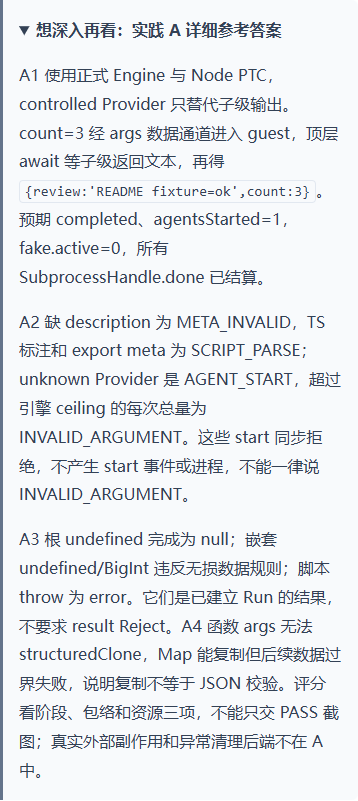 ▼ 想深入再看：实践 A 详细参考答案
A1 使用正式 Engine 与 Node PTC，
controlled Provider 只替代子级输出。
count=3 经 args 数据通道进入 guest，顶层
await 等子级返回文本，再得
{review:'README fixture=ok',count:3}。
预期 completed、agentsStarted=1，
fake.active=0，所有
SubprocessHandle.done 已结算。
A2 缺 description 为 META_INVALID，TS
标注和 export meta 为 SCRIPT_PARSE；
unknown Provider 是 AGENT_START，超过
引擎 ceiling 的每次总量为
INVALID_ARGUMENT。这些 start 同步拒
绝，不产生 start 事件或进程，不能一律说
INVALID_ARGUMENT。
A3 根 undefined 完成为 null；嵌套
undefined/BigInt 违反无损数据规则；脚本
throw 为 error。它们是已建立 Run 的结果，
不要求 result Reject。A4 函数 args 无法
structuredClone，Map 能复制但后续数据过
界失败，说明复制不等于 JSON 校验。评分
看阶段、包络和资源三项，不能只交 PASS 截
图；真实外部副作用和异常清理后端不在 A
中。